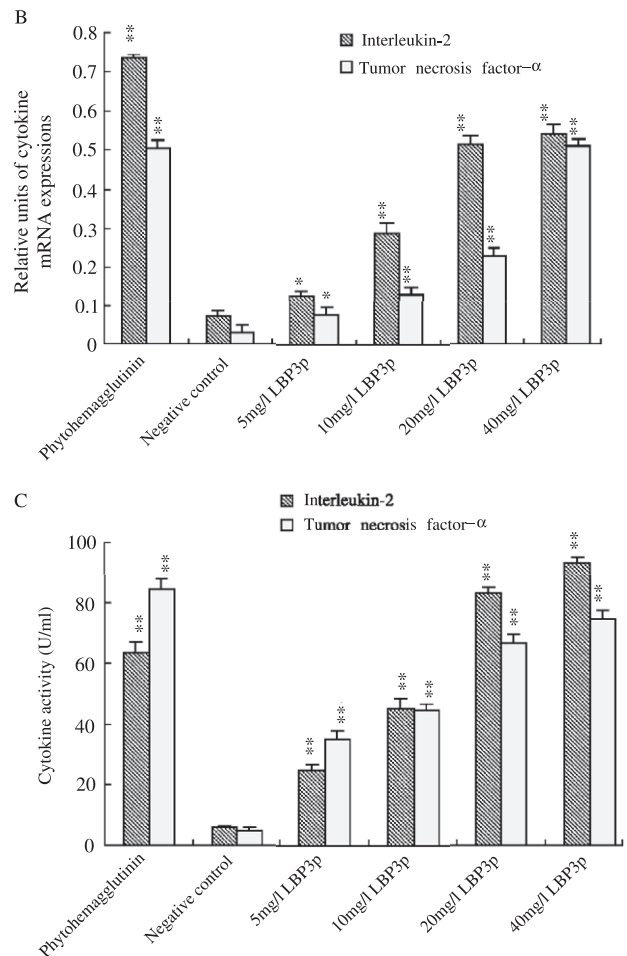 B
Interleukin-2
Tumor necrosis factor-α
Relative units of cytokine
mRNA expressions
0.8
0.7
0.6
0.5
0.4
0.3
0.2
0.1
0
**
**
*
*
**
**
**
**
**
**
Phytohemagglutinin
Negative control
5mg/l LBP3p
10mg/l LBP3p
20mg/l LBP3p
40mg/l LBP3p
C
Interleukin-2
Tumor necrosis factor-α
Cytokine activity (U/ml)
100
80
60
40
20
0
**
**
**
**
**
**
**
**
**
**
Phytohemagglutinin
Negative control
5mg/l LBP3p
10mg/l LBP3p
20mg/l LBP3p
40mg/l LBP3p